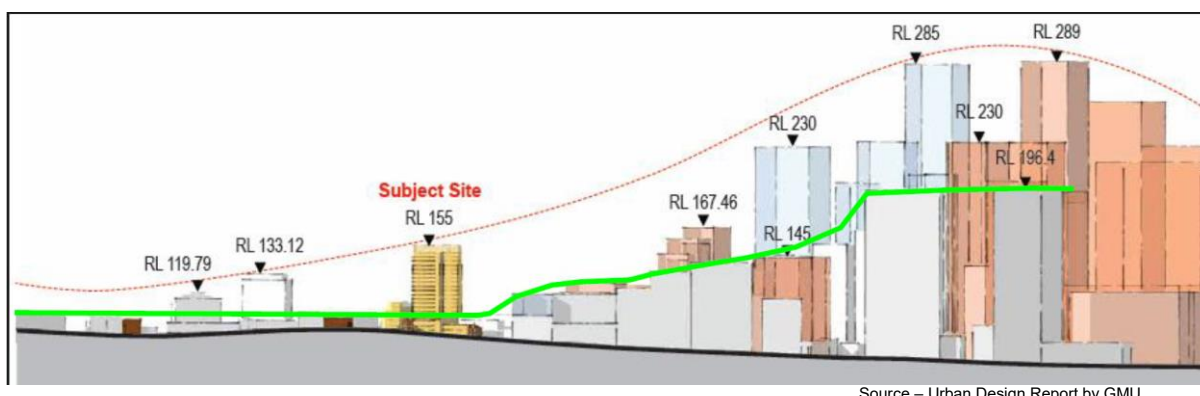 RL 285
RL 289
RL 230
RL 230
RL 196.4
Subject Site
RL 155
RL 167.46
RL 145
RL 133.12
RL 119.79
Source – Urban Design Report by GMU